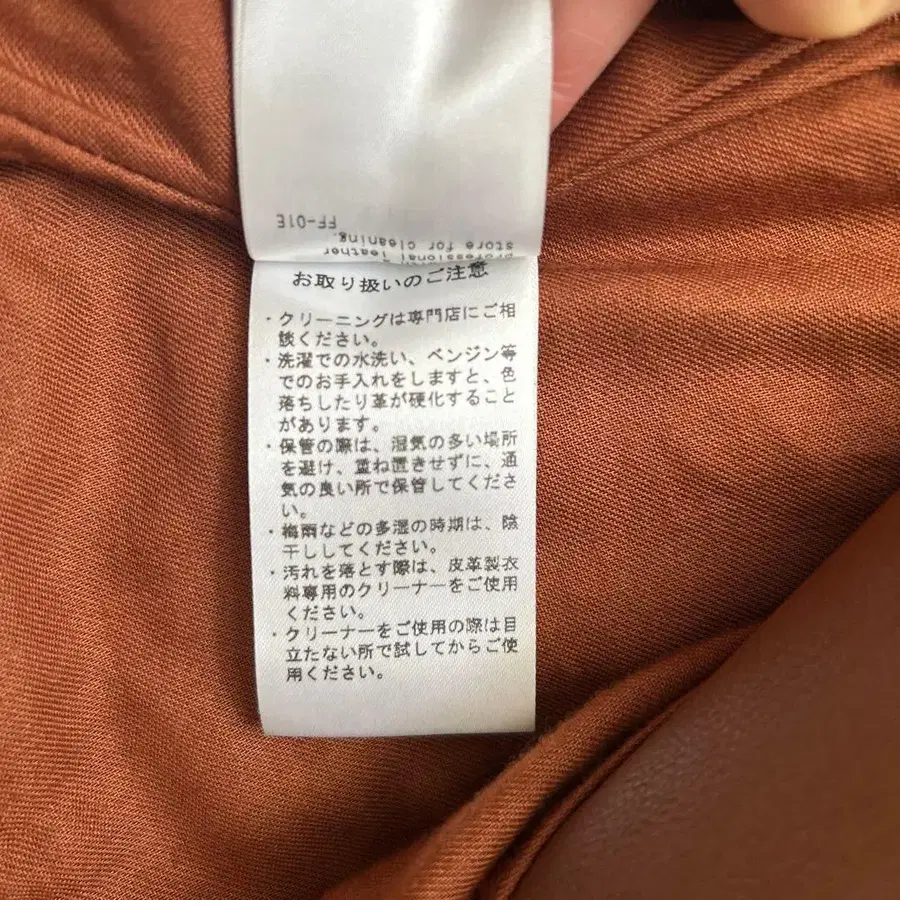 FF-01E
store for cleaning.
professional leather
お取り扱いのご注意
・クリーニングは専門店にご相
談ください。
・洗濯での水洗い、ベンジン等
でのお手入れをしますと、色
落ちしたり革が硬化すること
があります。
・保管の際は、湿気の多い場所
を避け、重ね置きせずに、通
気の良い所で保管してくださ
い。
・梅雨などの多湿の時期は、陰
干ししてください。
・汚れを落とす際は、皮革製衣
料専用のクリーナーをご使用
ください。
・クリーナーをご使用の際は目
立たない所で試してからご使
用ください。